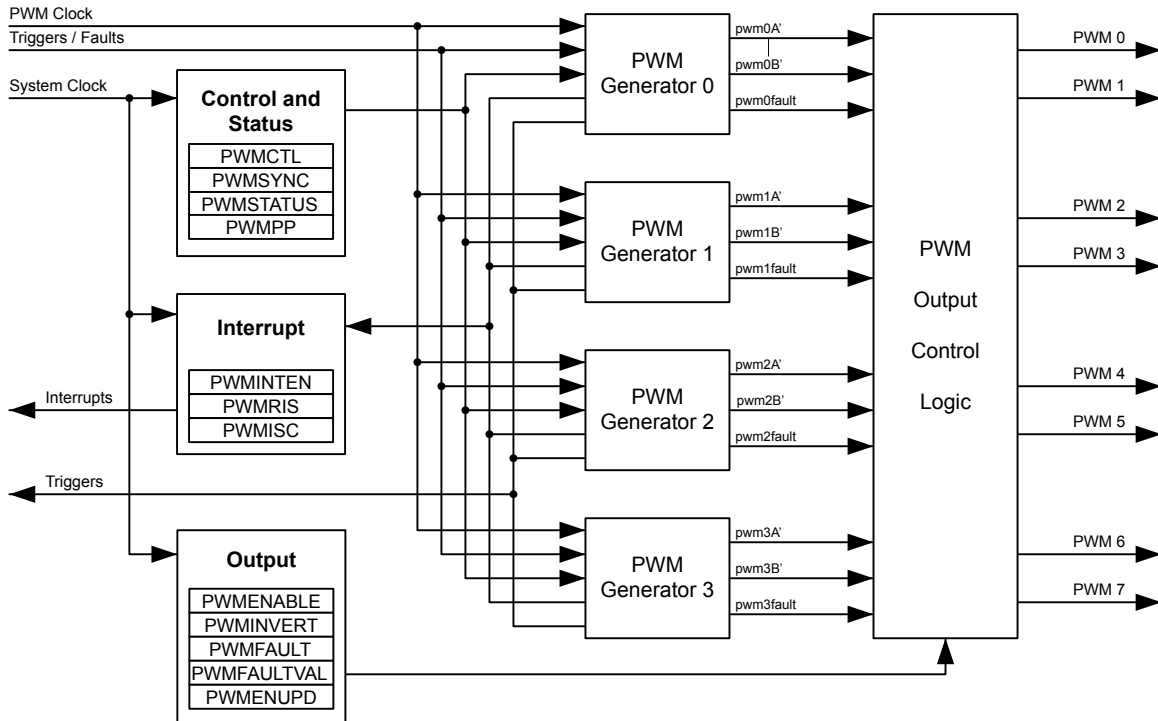 PWM Clock
Triggers / Faults
System Clock
Control and
Status
PWMCTL
PWMSYNC
PWMSTATUS
PWMPP
Interrupt
PWMINTEN
PWMRIS
PWMISC
Interrupts
Triggers
Output
PWMENABLE
PWMINVERT
PWMFAULT
PWMFAULTVAL
PWMENUPD
PWM
Generator 0
pwm0A'
pwm0B'
pwm0fault
PWM
Generator 1
pwm1A'
pwm1B'
pwm1fault
PWM
Generator 2
pwm2A'
pwm2B'
pwm2fault
PWM
Generator 3
pwm3A'
pwm3B'
pwm3fault
PWM
Output
Control
Logic
PWM 0
PWM 1
PWM 2
PWM 3
PWM 4
PWM 5
PWM 6
PWM 7